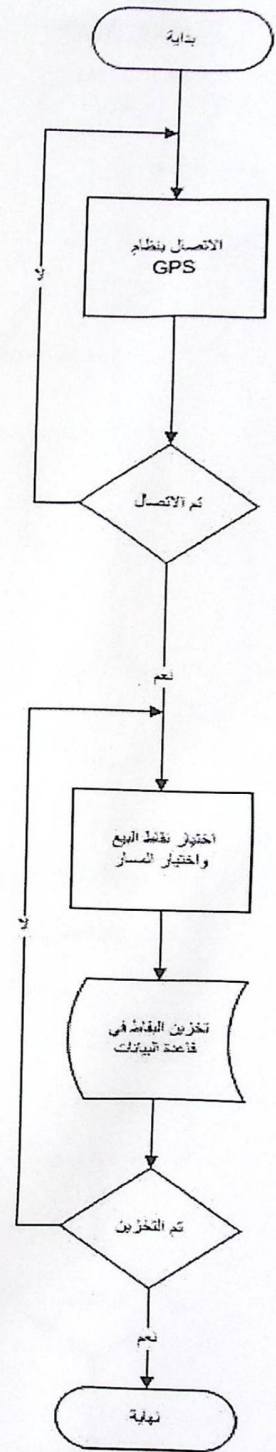 بداية
الاتصال بنظام
GPS
تم الاتصال
لا
نعم
اختيار نقاط البيع
واختيار المسار
تخزين النقاط في
قاعدة البيانات
تم التخزين
لا
نعم
نهاية